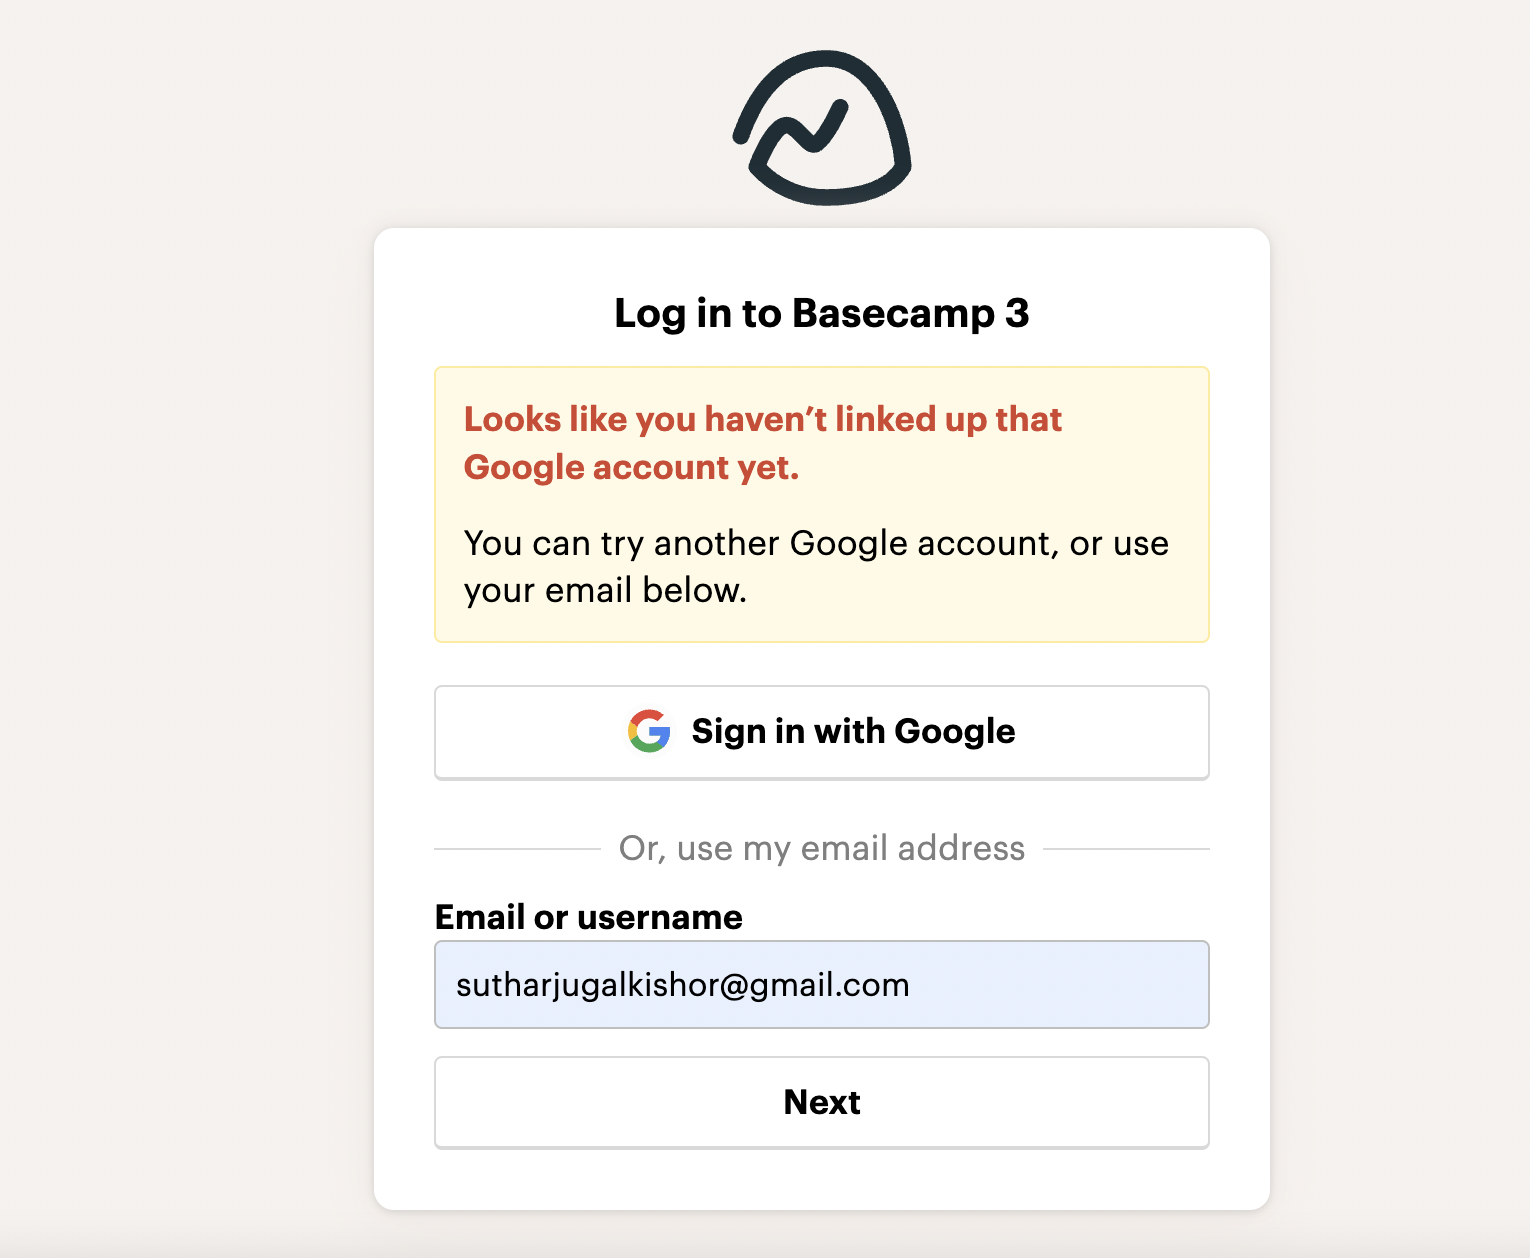 Log in to Basecamp 3
Looks like you haven’t linked up that
Google account yet.
You can try another Google account, or use
your email below.
Sign in with Google
Or, use my email address
Email or username
sutharjugalkishor@gmail.com
Next